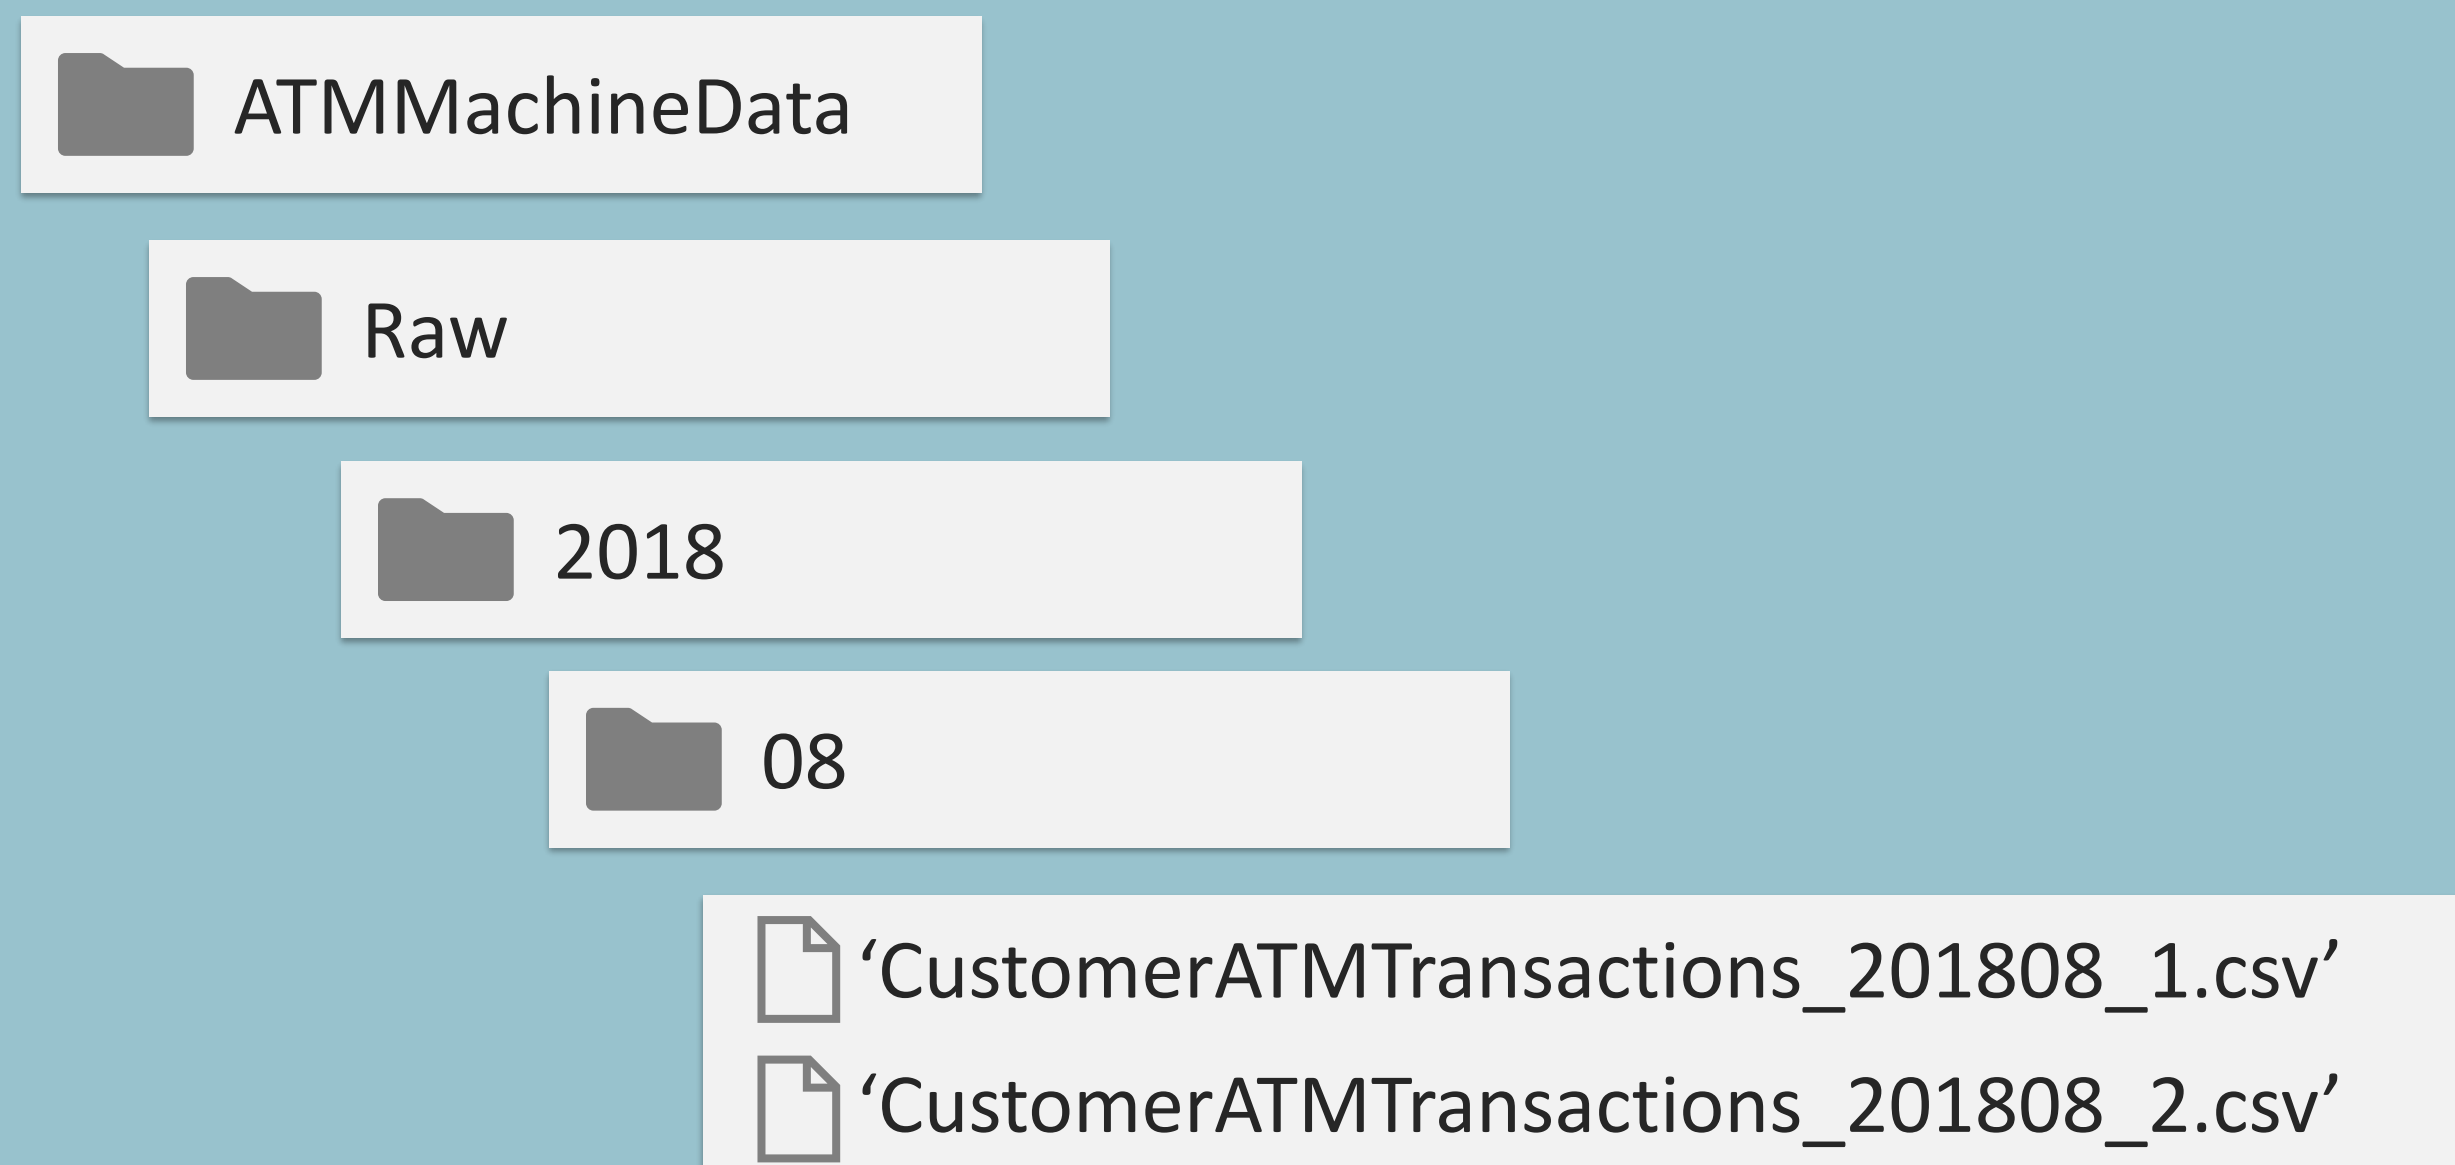 ATMMachineData
Raw
2018
08
‘CustomerATMTransactions_201808_1.csv’
‘CustomerATMTransactions_201808_2.csv’